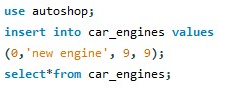 use autoshop;
insert into car_engines values
(0,'new engine', 9, 9);
select*from car_engines;